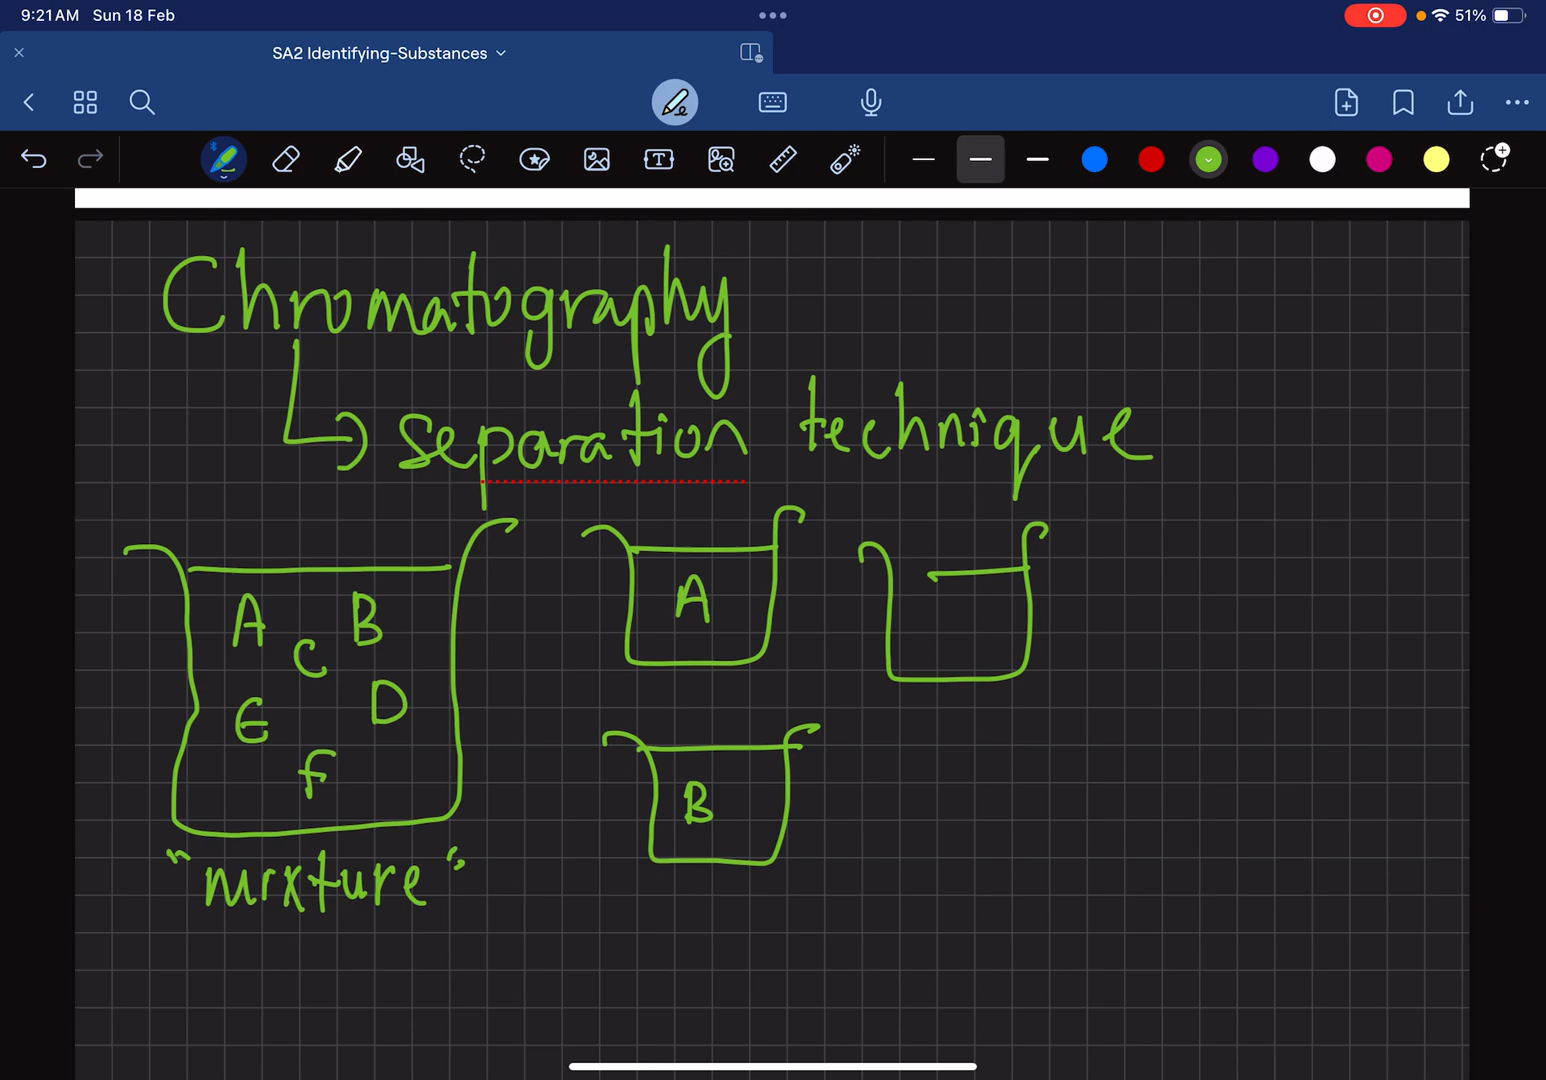 9:21 AM Sun 18 Feb
51%
SA2 Identifying-Substances
T
Chromatography
separation technique
A B
C
E D
F
"mixture"
A
B